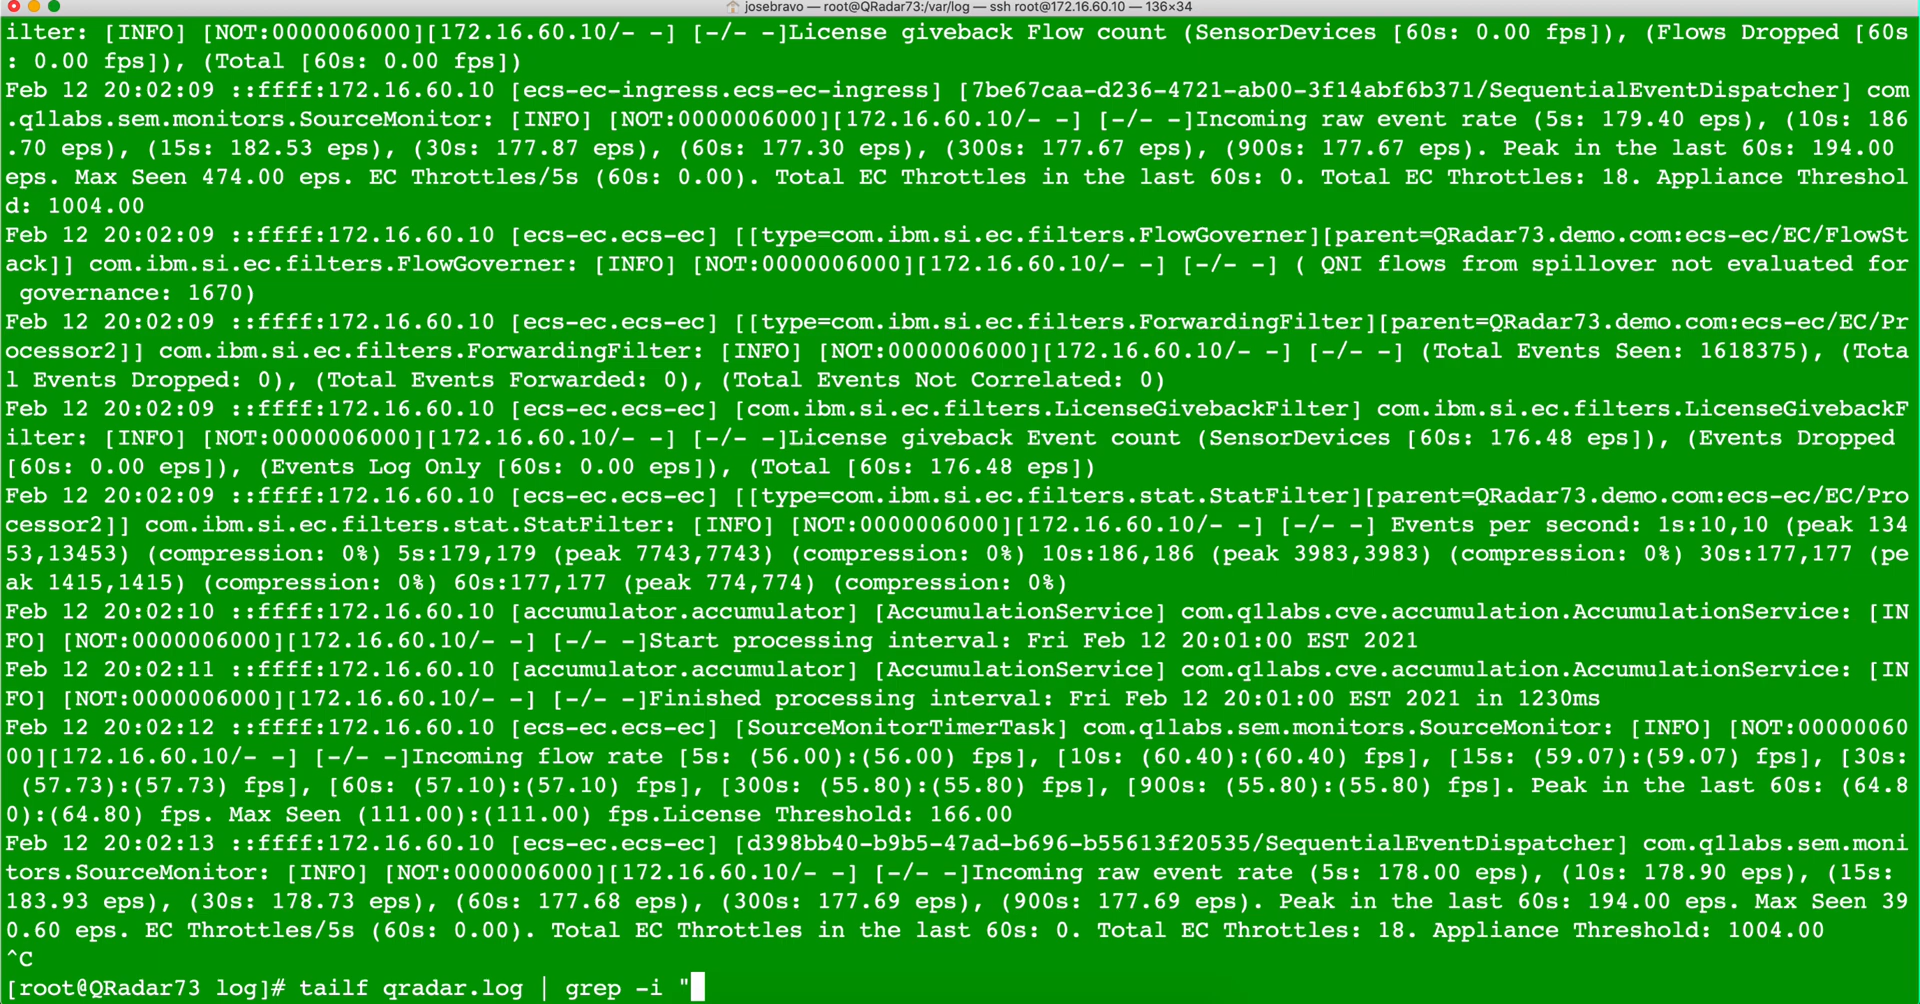 josebravo — root@QRadar73:/var/log — ssh root@172.16.60.10 — 136×34
ilter: [INFO] [NOT:0000006000][172.16.60.10/- -] [-/- -]License giveback Flow count (SensorDevices [60s: 0.00 fps]), (Flows Dropped [60s
: 0.00 fps]), (Total [60s: 0.00 fps])
Feb 12 20:02:09 ::ffff:172.16.60.10 [ecs-ec-ingress.ecs-ec-ingress] [7be67caa-d236-4721-ab00-3f14abf6b371/SequentialEventDispatcher] com
.q1labs.sem.monitors.SourceMonitor: [INFO] [NOT:0000006000][172.16.60.10/- -] [-/- -]Incoming raw event rate (5s: 179.40 eps), (10s: 186
.70 eps), (15s: 182.53 eps), (30s: 177.87 eps), (60s: 177.30 eps), (300s: 177.67 eps), (900s: 177.67 eps). Peak in the last 60s: 194.00
eps. Max Seen 474.00 eps. EC Throttles/5s (60s: 0.00). Total EC Throttles in the last 60s: 0. Total EC Throttles: 18. Appliance Threshol
d: 1004.00
Feb 12 20:02:09 ::ffff:172.16.60.10 [ecs-ec.ecs-ec] [[type=com.ibm.si.ec.filters.FlowGoverner][parent=QRadar73.demo.com:ecs-ec/EC/FlowSt
ack]] com.ibm.si.ec.filters.FlowGoverner: [INFO] [NOT:0000006000][172.16.60.10/- -] [-/- -] ( QNI flows from spillover not evaluated for
 governance: 1670)
Feb 12 20:02:09 ::ffff:172.16.60.10 [ecs-ec.ecs-ec] [[type=com.ibm.si.ec.filters.ForwardingFilter][parent=QRadar73.demo.com:ecs-ec/EC/Pr
ocessor2]] com.ibm.si.ec.filters.ForwardingFilter: [INFO] [NOT:0000006000][172.16.60.10/- -] [-/- -] (Total Events Seen: 1618375), (Tota
l Events Dropped: 0), (Total Events Forwarded: 0), (Total Events Not Correlated: 0)
Feb 12 20:02:09 ::ffff:172.16.60.10 [ecs-ec.ecs-ec] [com.ibm.si.ec.filters.LicenseGivebackFilter] com.ibm.si.ec.filters.LicenseGivebackF
ilter: [INFO] [NOT:0000006000][172.16.60.10/- -] [-/- -]License giveback Event count (SensorDevices [60s: 176.48 eps]), (Events Dropped
[60s: 0.00 eps]), (Events Log Only [60s: 0.00 eps]), (Total [60s: 176.48 eps])
Feb 12 20:02:09 ::ffff:172.16.60.10 [ecs-ec.ecs-ec] [[type=com.ibm.si.ec.filters.stat.StatFilter][parent=QRadar73.demo.com:ecs-ec/EC/Pro
cessor2]] com.ibm.si.ec.filters.stat.StatFilter: [INFO] [NOT:0000006000][172.16.60.10/- -] [-/- -] Events per second: 1s:10,10 (peak 134
53,13453) (compression: 0%) 5s:179,179 (peak 7743,7743) (compression: 0%) 10s:186,186 (peak 3983,3983) (compression: 0%) 30s:177,177 (pe
ak 1415,1415) (compression: 0%) 60s:177,177 (peak 774,774) (compression: 0%)
Feb 12 20:02:10 ::ffff:172.16.60.10 [accumulator.accumulator] [AccumulationService] com.q1labs.cve.accumulation.AccumulationService: [IN
FO] [NOT:0000006000][172.16.60.10/- -] [-/- -]Start processing interval: Fri Feb 12 20:01:00 EST 2021
Feb 12 20:02:11 ::ffff:172.16.60.10 [accumulator.accumulator] [AccumulationService] com.q1labs.cve.accumulation.AccumulationService: [IN
FO] [NOT:0000006000][172.16.60.10/- -] [-/- -]Finished processing interval: Fri Feb 12 20:01:00 EST 2021 in 1230ms
Feb 12 20:02:12 ::ffff:172.16.60.10 [ecs-ec.ecs-ec] [SourceMonitorTimerTask] com.q1labs.sem.monitors.SourceMonitor: [INFO] [NOT:00000060
00][172.16.60.10/- -] [-/- -]Incoming flow rate [5s: (56.00):(56.00) fps], [10s: (60.40):(60.40) fps], [15s: (59.07):(59.07) fps], [30s:
 (57.73):(57.73) fps], [60s: (57.10):(57.10) fps], [300s: (55.80):(55.80) fps], [900s: (55.80):(55.80) fps]. Peak in the last 60s: (64.8
0):(64.80) fps. Max Seen (111.00):(111.00) fps.License Threshold: 166.00
Feb 12 20:02:13 ::ffff:172.16.60.10 [ecs-ec.ecs-ec] [d398bb40-b9b5-47ad-b696-b55613f20535/SequentialEventDispatcher] com.q1labs.sem.moni
tors.SourceMonitor: [INFO] [NOT:0000006000][172.16.60.10/- -] [-/- -]Incoming raw event rate (5s: 178.00 eps), (10s: 178.90 eps), (15s:
183.93 eps), (30s: 178.73 eps), (60s: 177.68 eps), (300s: 177.69 eps), (900s: 177.69 eps). Peak in the last 60s: 194.00 eps. Max Seen 39
0.60 eps. EC Throttles/5s (60s: 0.00). Total EC Throttles in the last 60s: 0. Total EC Throttles: 18. Appliance Threshold: 1004.00
^C
[root@QRadar73 log]# tailf qradar.log | grep -i "